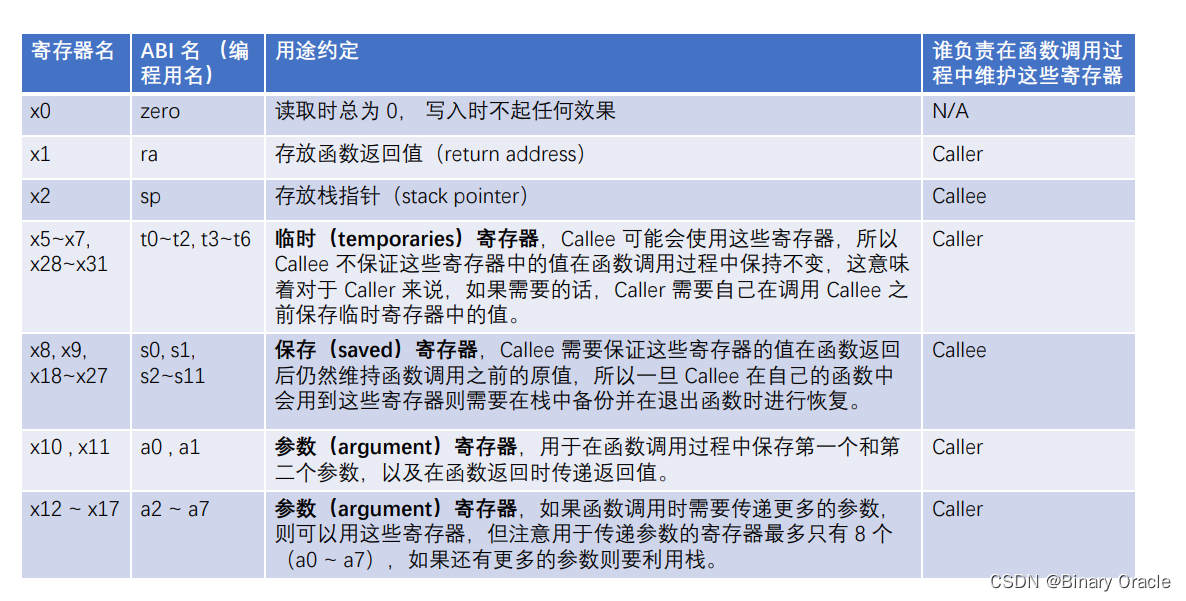 寄存器名
ABI 名 （编
程用名）
用途约定
谁负责在函数调用过
程中维护这些寄存器
x0
zero
读取时总为 0， 写入时不起任何效果
N/A
x1
ra
存放函数返回值（return address）
Caller
x2
sp
存放栈指针（stack pointer）
Callee
x5~x7,
x28~x31
t0~t2, t3~t6
临时（temporaries）寄存器，Callee 可能会使用这些寄存器，所以
Callee 不保证这些寄存器中的值在函数调用过程中保持不变，这意味
着对于 Caller 来说，如果需要的话，Caller 需要自己在调用 Callee 之
前保存临时寄存器中的值。
Caller
x8, x9,
x18~x27
s0, s1,
s2~s11
保存（saved）寄存器，Callee 需要保证这些寄存器的值在函数返回
后仍然维持函数调用之前的原值，所以一旦 Callee 在自己的函数中
会用到这些寄存器则需要在栈中备份并在退出函数时进行恢复。
Callee
x10 , x11
a0 , a1
参数（argument）寄存器，用于在函数调用过程中保存第一个和第
二个参数，以及在函数返回时传递返回值。
Caller
x12 ~ x17
a2 ~ a7
参数（argument）寄存器，如果函数调用时需要传递更多的参数，
则可以用这些寄存器，但注意用于传递参数的寄存器最多只有 8 个
（a0 ~ a7），如果还有更多的参数则要利用栈。
Caller
CSDN @Binary Oracle